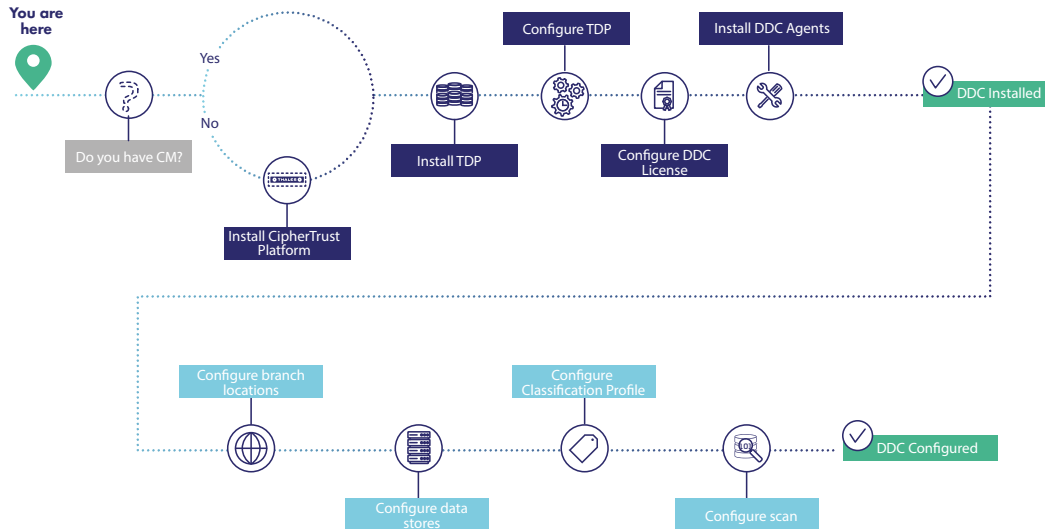 You are
here
Do you have CM?
Yes
No
THALES
Install CipherTrust
Platform
Install TDP
Configure TDP
Configure DDC
License
Install DDC Agents
DDC Installed
Configure branch
locations
Configure data
stores
Configure
Classification Profile
101
Configure scan
DDC Configured